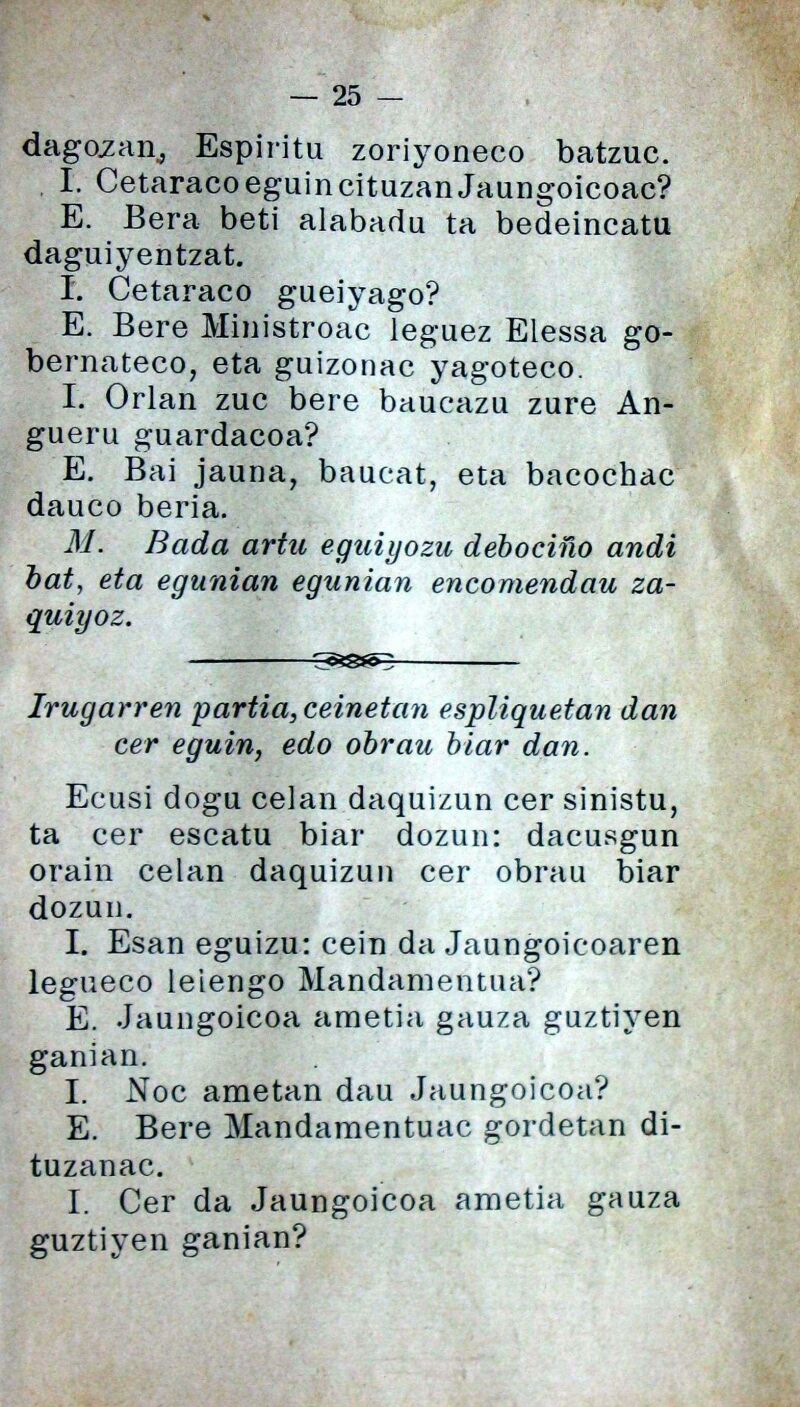 — 25 —
dagozan, Espiritu zoriyoneco batzuc.
I. Cetaraco eguin cituzan Jaungoicoac?
E. Bera beti alabadu ta bedeincatu
daguiyentzat.
I. Cetaraco gueiyago?
E. Bere Ministroac leguez Elessa go-
bernateco, eta guizonac yagoteco.
I. Orlan zuc bere baucazu zure An-
gueru guardacoa?
E. Bai jauna, baucat, eta bacochac
dauco beria.
M. Bada artu eguiyozu debociño andi
bat, eta egunian egunian encomendau za-
quiyoz.
Irugarren partia, ceinetan espliquetan dan
cer eguin, edo obrau biar dan.
Ecusi dogu celan daquizun cer sinistu,
ta cer escatu biar dozun: dacusgun
orain celan daquizun cer obrau biar
dozun.
I. Esan eguizu: cein da Jaungoicoaren
legueco leiengo Mandamentua?
E. Jaungoicoa ametia gauza guztiyen
ganian.
I. Noc ametan dau Jaungoicoa?
E. Bere Mandamentuac gordetan di-
tuzanac.
I. Cer da Jaungoicoa ametia gauza
guztiyen ganian?